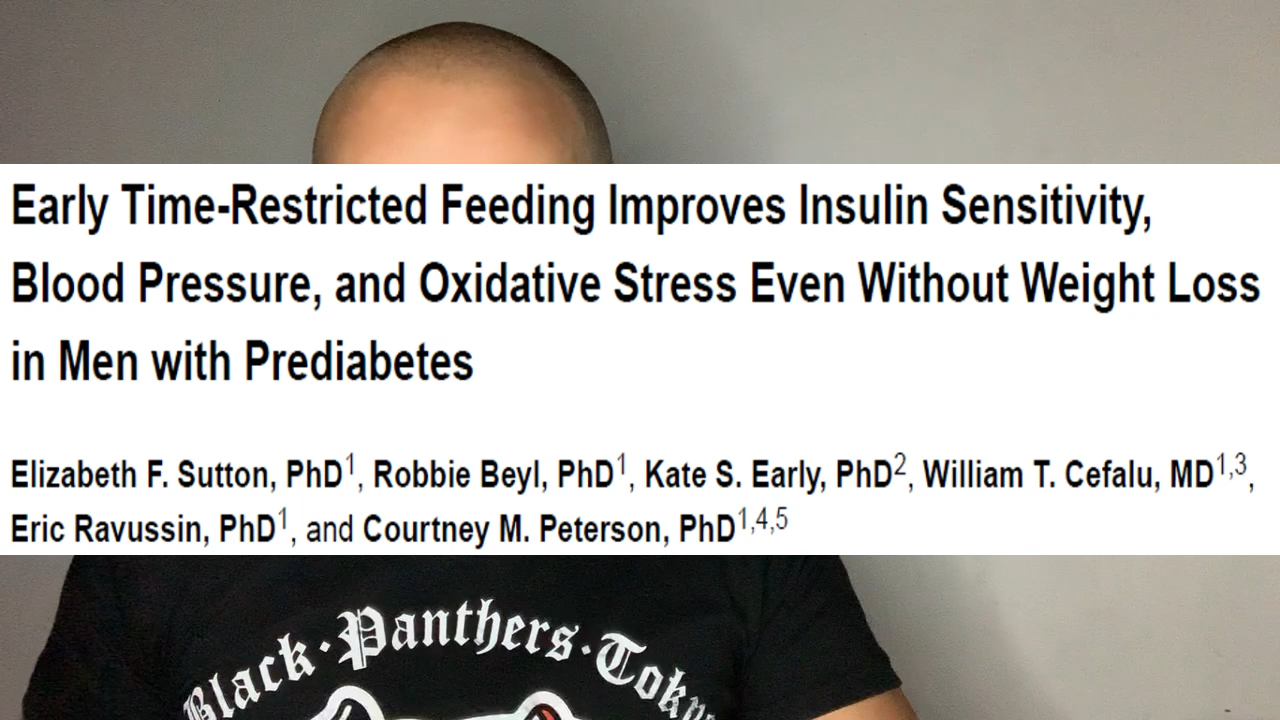 Early Time-Restricted Feeding Improves Insulin Sensitivity,
Blood Pressure, and Oxidative Stress Even Without Weight Loss
in Men with Prediabetes
Elizabeth F. Sutton, PhD1, Robbie Beyl, PhD1, Kate S. Early, PhD2, William T. Cefalu, MD1,3,
Eric Ravussin, PhD1, and Courtney M. Peterson, PhD1,4,5
Black·Panthers·Toky